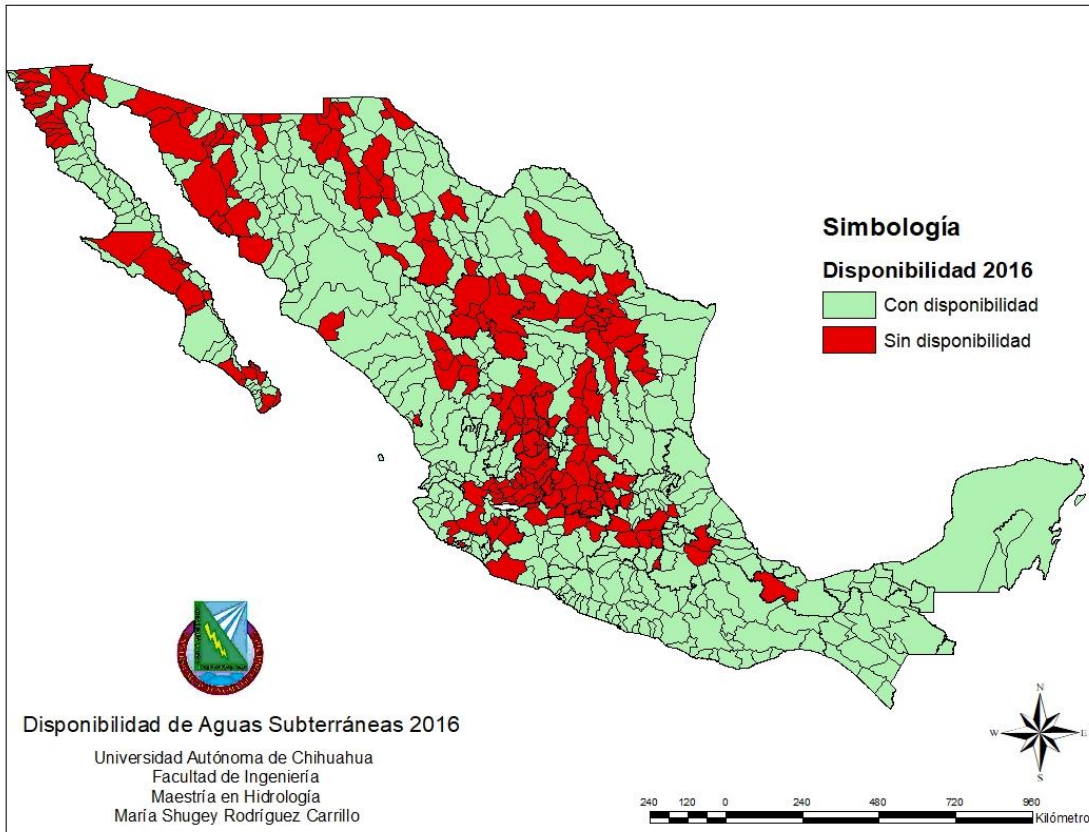 Simbología
Disponibilidad 2016
Con disponibilidad
Sin disponibilidad
Disponibilidad de Aguas Subterráneas 2016
Universidad Autónoma de Chihuahua
Facultad de Ingeniería
Maestría en Hidrología
María Shugey Rodríguez Carrillo
N
W E
S
240 120 0 240 480 720 960
Kilómetro